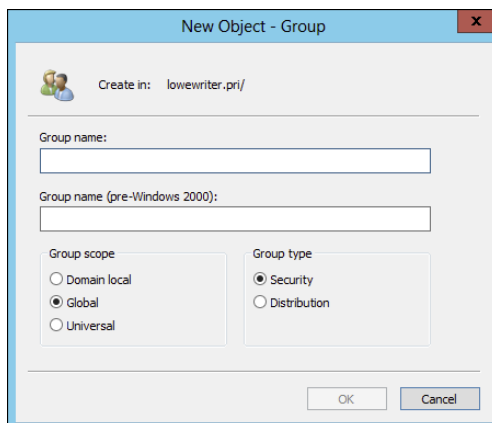 New Object - Group
x
Create in: lowewriter.pri/
Group name:
Group name (pre-Windows 2000):
Group scope
Domain local
Global
Universal
Group type
Security
Distribution
OK
Cancel